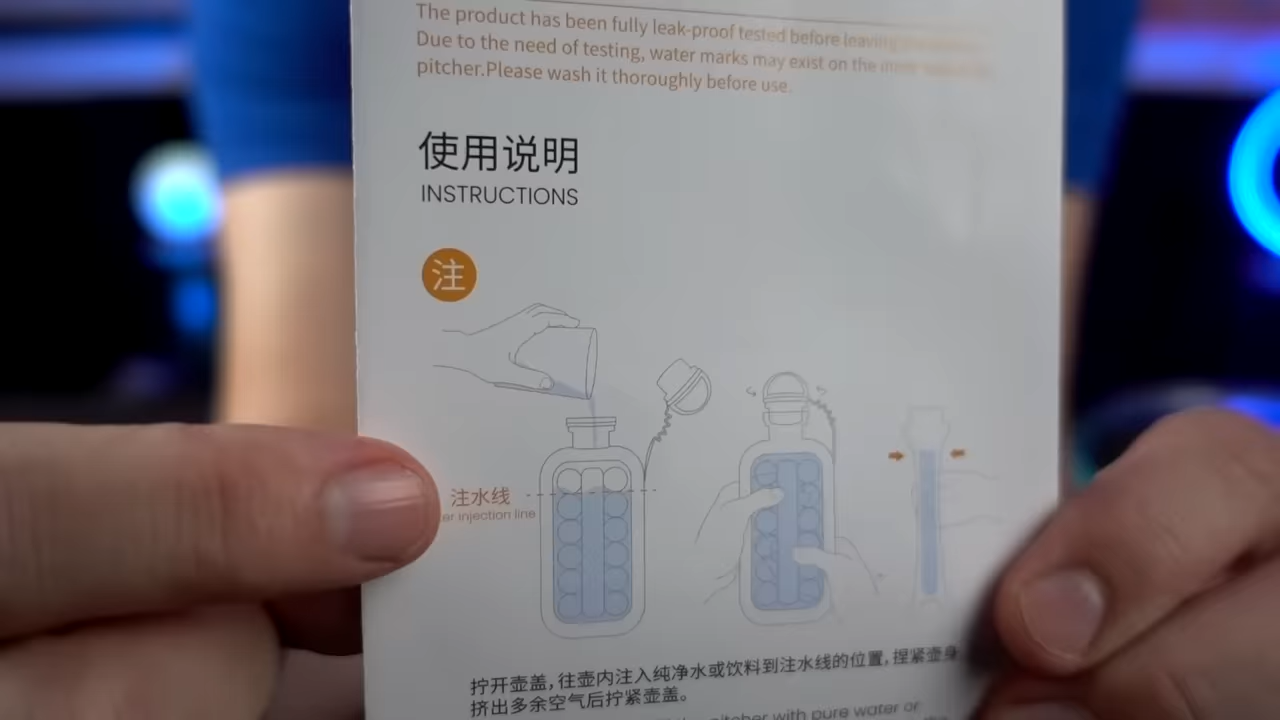 The product has been fully leak-proof tested before leaving
Due to the need of testing, water marks may exist on the
pitcher.Please wash it thoroughly before use.
使用说明
INSTRUCTIONS
注
注水线
er injection line
拧开壶盖，往壶内注入纯净水或饮料到注水线的位置，捏紧壶身
挤出多余空气后拧紧壶盖。
pitcher with pure water or